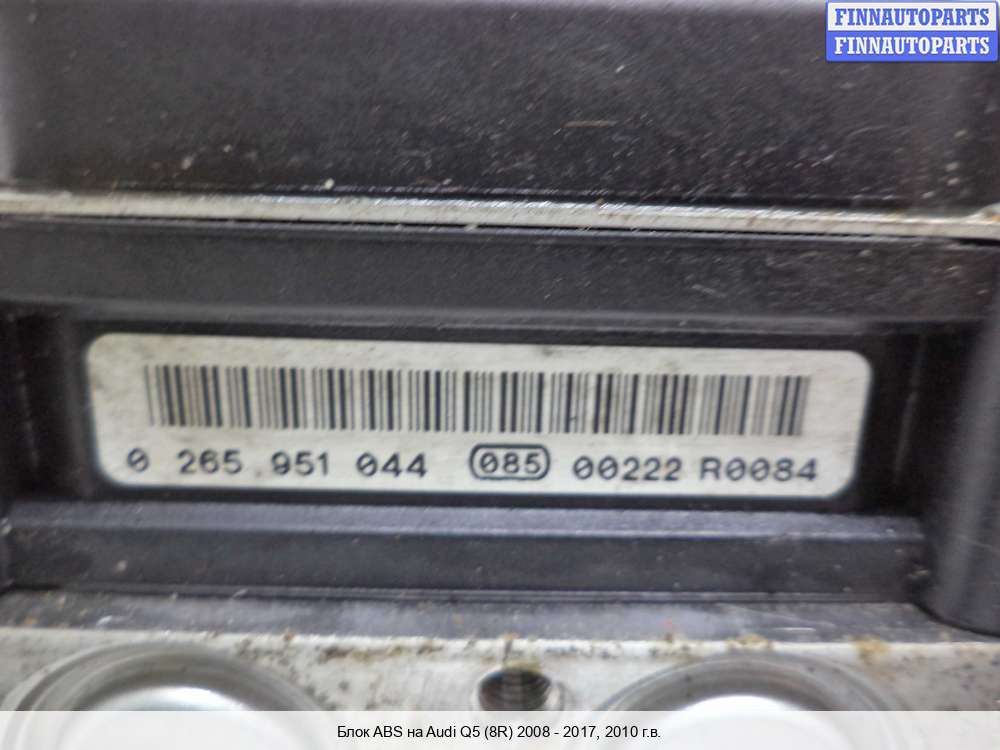 FINNAUTOPARTS
FINNAUTOPARTS
0 265 951 044 085 00222 R0084
Блок ABS на Audi Q5 (8R) 2008 - 2017, 2010 г.в.